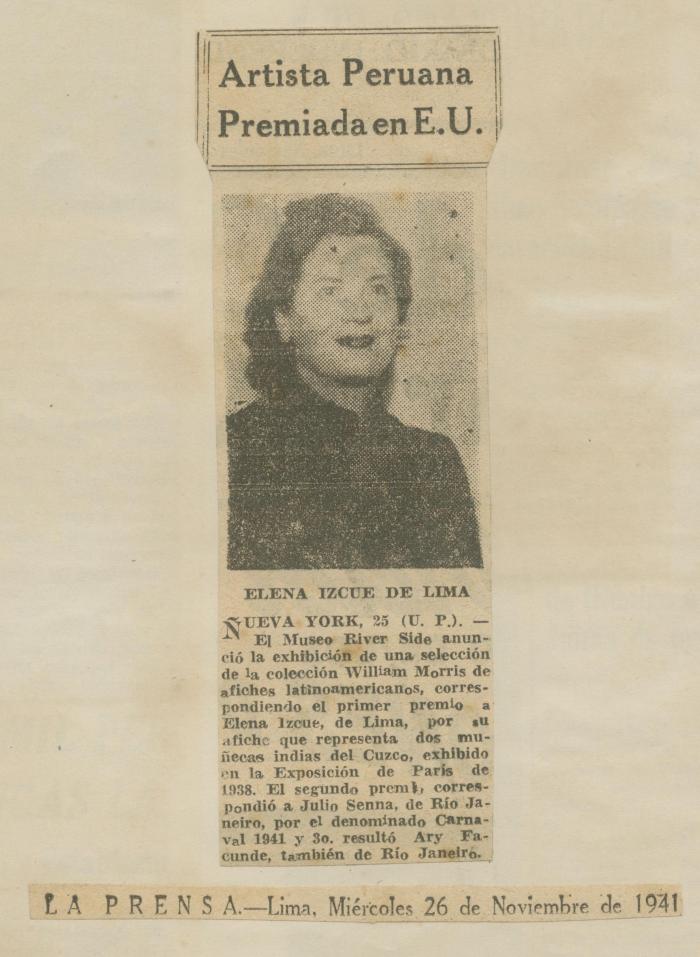 Artista Peruana
Premiada en E.U.
ELENA IZCUE DE LIMA
ÑUEVA YORK, 25 (U. P.). —
El Museo River Side anun-
ció la exhibición de una selección
de la colección William Morris de
afiches latinoamericanos, corres-
pondiendo el primer premio a
Elena Izcue, de Lima, por su
afiche que representa dos mu-
ñecas indias del Cuzco, exhibido
en la Exposición de París de
1938. El segundo premi, corres-
pondió a Julio Senna, de Río Ja-
neiro, por el denominado Carna-
val 1941 y 3o. resultó Ary Fa-
cunde, también de Río Janeiro.
LA PRENSA.—Lima, Miércoles 26 de Noviembre de 1941